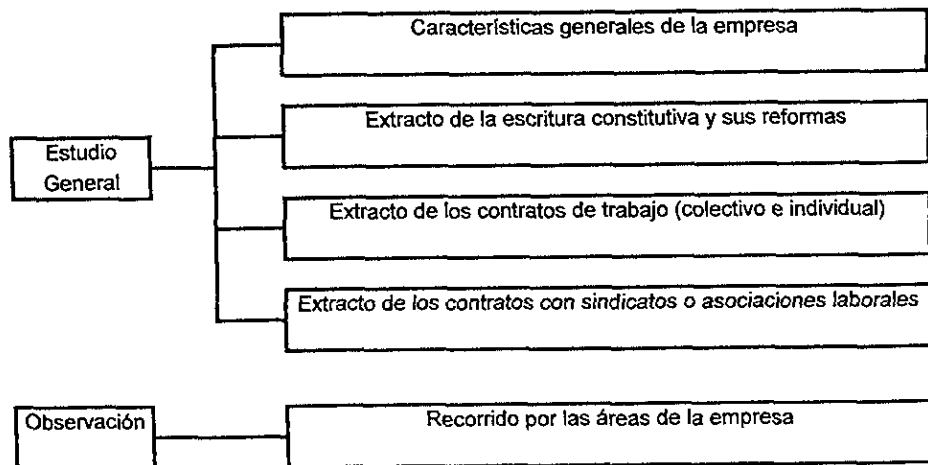 Características generales de la empresa
Extracto de la escritura constitutiva y sus reformas
Estudio
General
Extracto de los contratos de trabajo (colectivo e individual)
Extracto de los contratos con sindicatos o asociaciones laborales
Observación
Recorrido por las áreas de la empresa